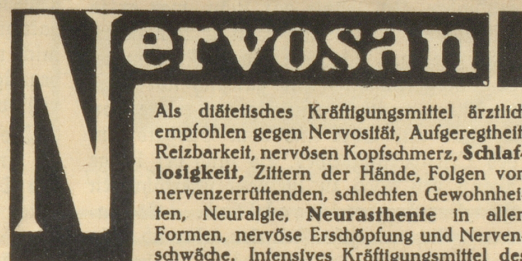 Nervosan
Als diätetisches Kräftigungsmittel ärztlich
empfohlen gegen Nervosität, Aufgeregtheit
Reizbarkeit, nervösen Kopfschmerz, Schlaf-
losigkeit, Zittern der Hände, Folgen von
nervenzerrüttenden, schlechten Gewohnhei-
ten, Neuralgie, Neurasthenie in allen
Formen, nervöse Erschöpfung und Nerven-
schwäche. Intensives Kräftigungsmittel des